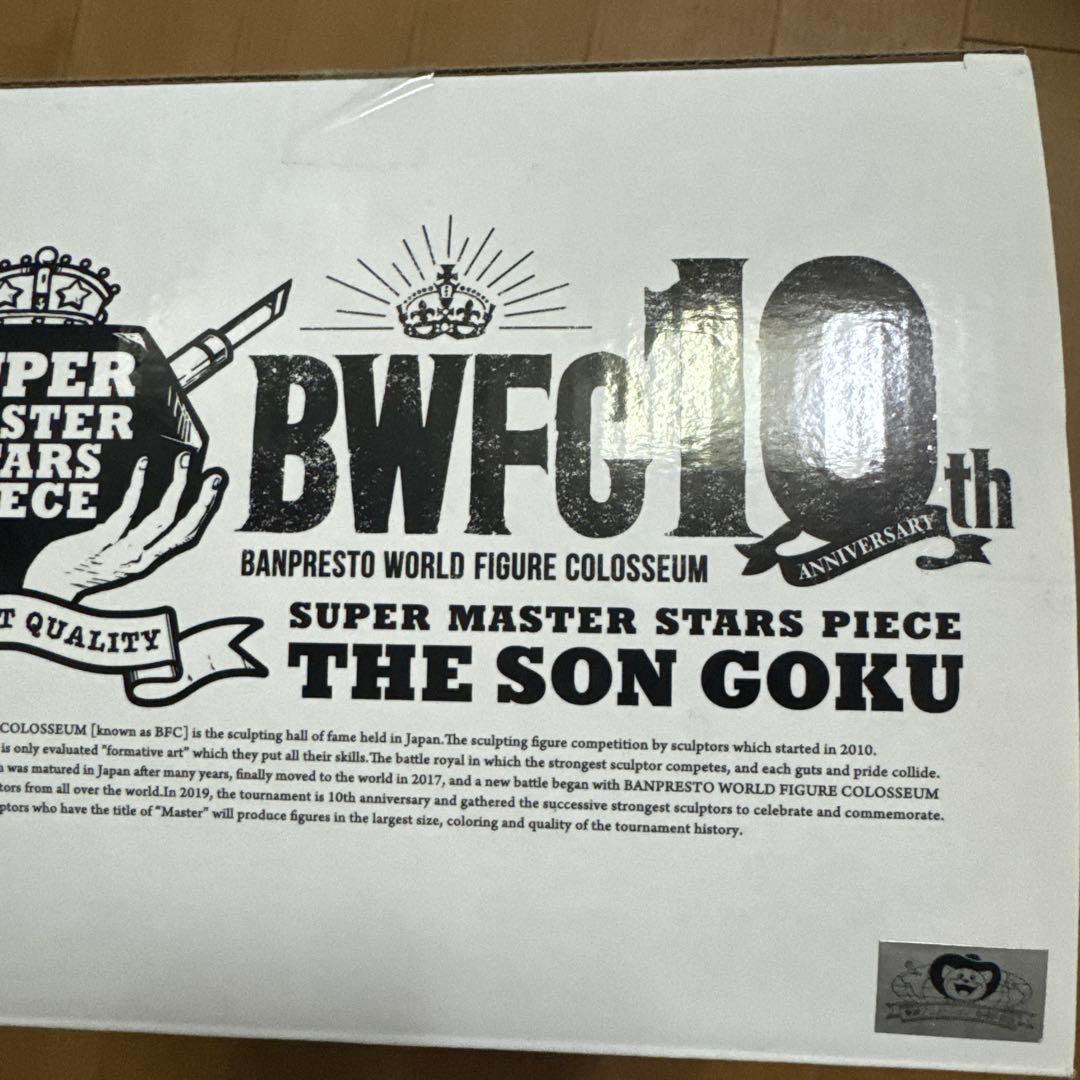 UPER
ASTER
TARS
IECE
T QUALITY
BWFC10th
ANNIVERSARY
BANPRESTO WORLD FIGURE COLOSSEUM
SUPER MASTER STARS PIECE
THE SON GOKU
COLOSSEUM [known as BFC] is the sculpting hall of fame held in Japan.The sculpting figure competition by sculptors which started in 2010.
is only evaluated "formative art" which they put all their skills.The battle royal in which the strongest sculptor competes, and each guts and pride collide.
was matured in Japan after many years, finally moved to the world in 2017, and a new battle began with BANPRESTO WORLD FIGURE COLOSSEUM
tors from all over the world.In 2019, the tournament is 10th anniversary and gathered the successive strongest sculptors to celebrate and commemorate.
ptors who have the title of "Master" will produce figures in the largest size, coloring and quality of the tournament history.